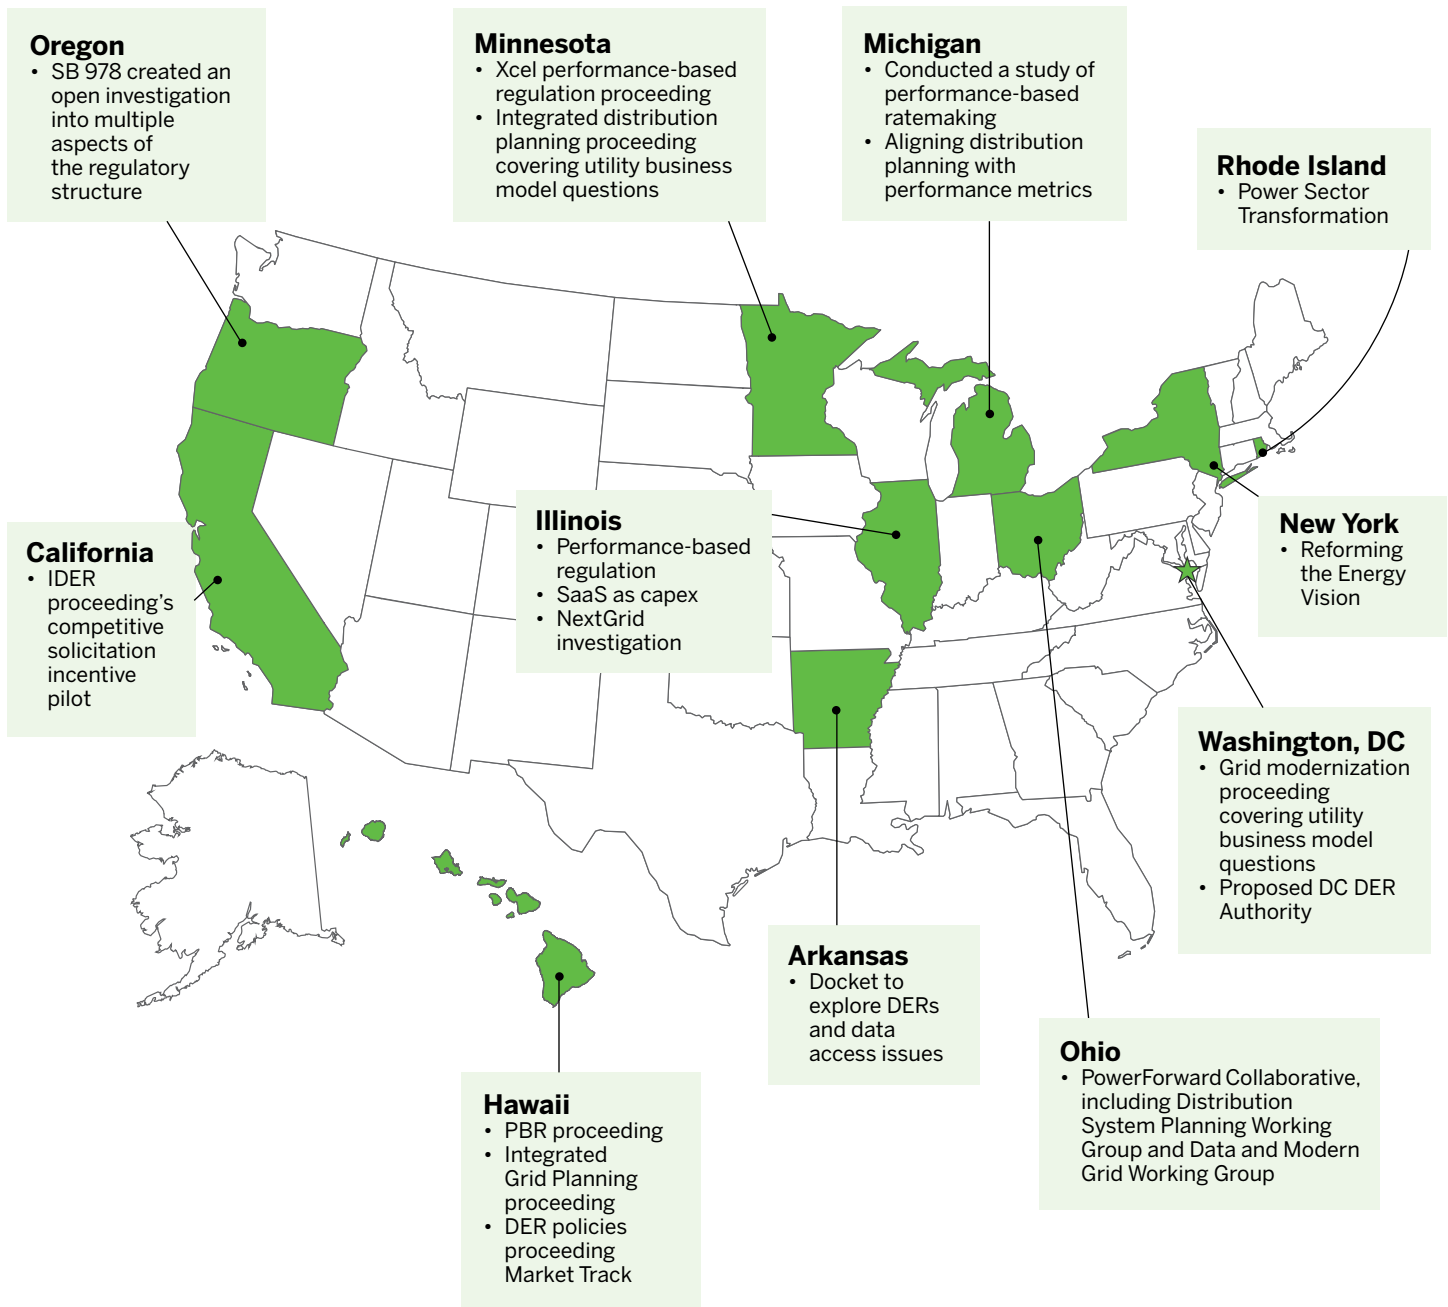 Oregon
• SB 978 created an
open investigation
into multiple
aspects of
the regulatory
structure
Minnesota
• Xcel performance-based
regulation proceeding
• Integrated distribution
planning proceeding
covering utility business
model questions
Michigan
• Conducted a study of
performance-based
ratemaking
• Aligning distribution
planning with
performance metrics
Rhode Island
• Power Sector
Transformation
California
• IDER
proceeding’s
competitive
solicitation
incentive
pilot
Illinois
• Performance-based
regulation
• SaaS as capex
• NextGrid
investigation
New York
• Reforming
the Energy
Vision
Washington, DC
• Grid modernization
proceeding
covering utility
business model
questions
• Proposed DC DER
Authority
Arkansas
• Docket to
explore DERs
and data
access issues
Ohio
• PowerForward Collaborative,
including Distribution
System Planning Working
Group and Data and Modern
Grid Working Group
Hawaii
• PBR proceeding
• Integrated
Grid Planning
proceeding
• DER policies
proceeding
Market Track